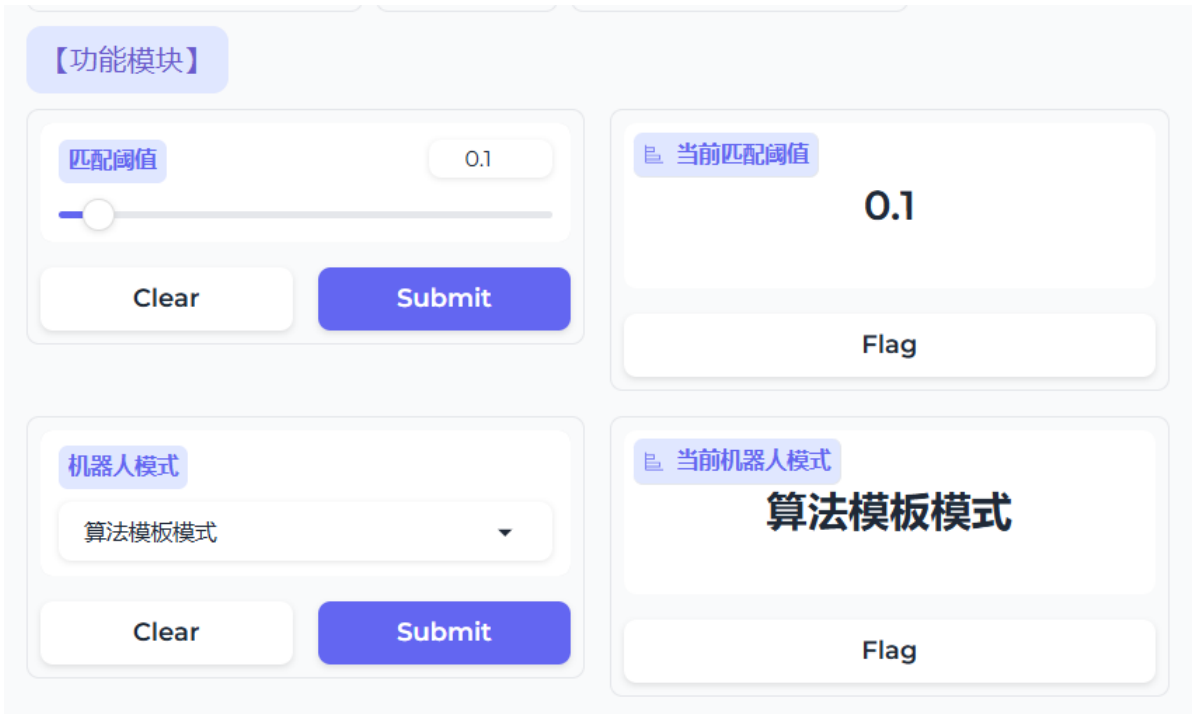 【功能模块】
匹配阈值
0.1
Clear
Submit
当前匹配阈值
0.1
Flag
机器人模式
算法模板模式
Clear
Submit
当前机器人模式
算法模板模式
Flag